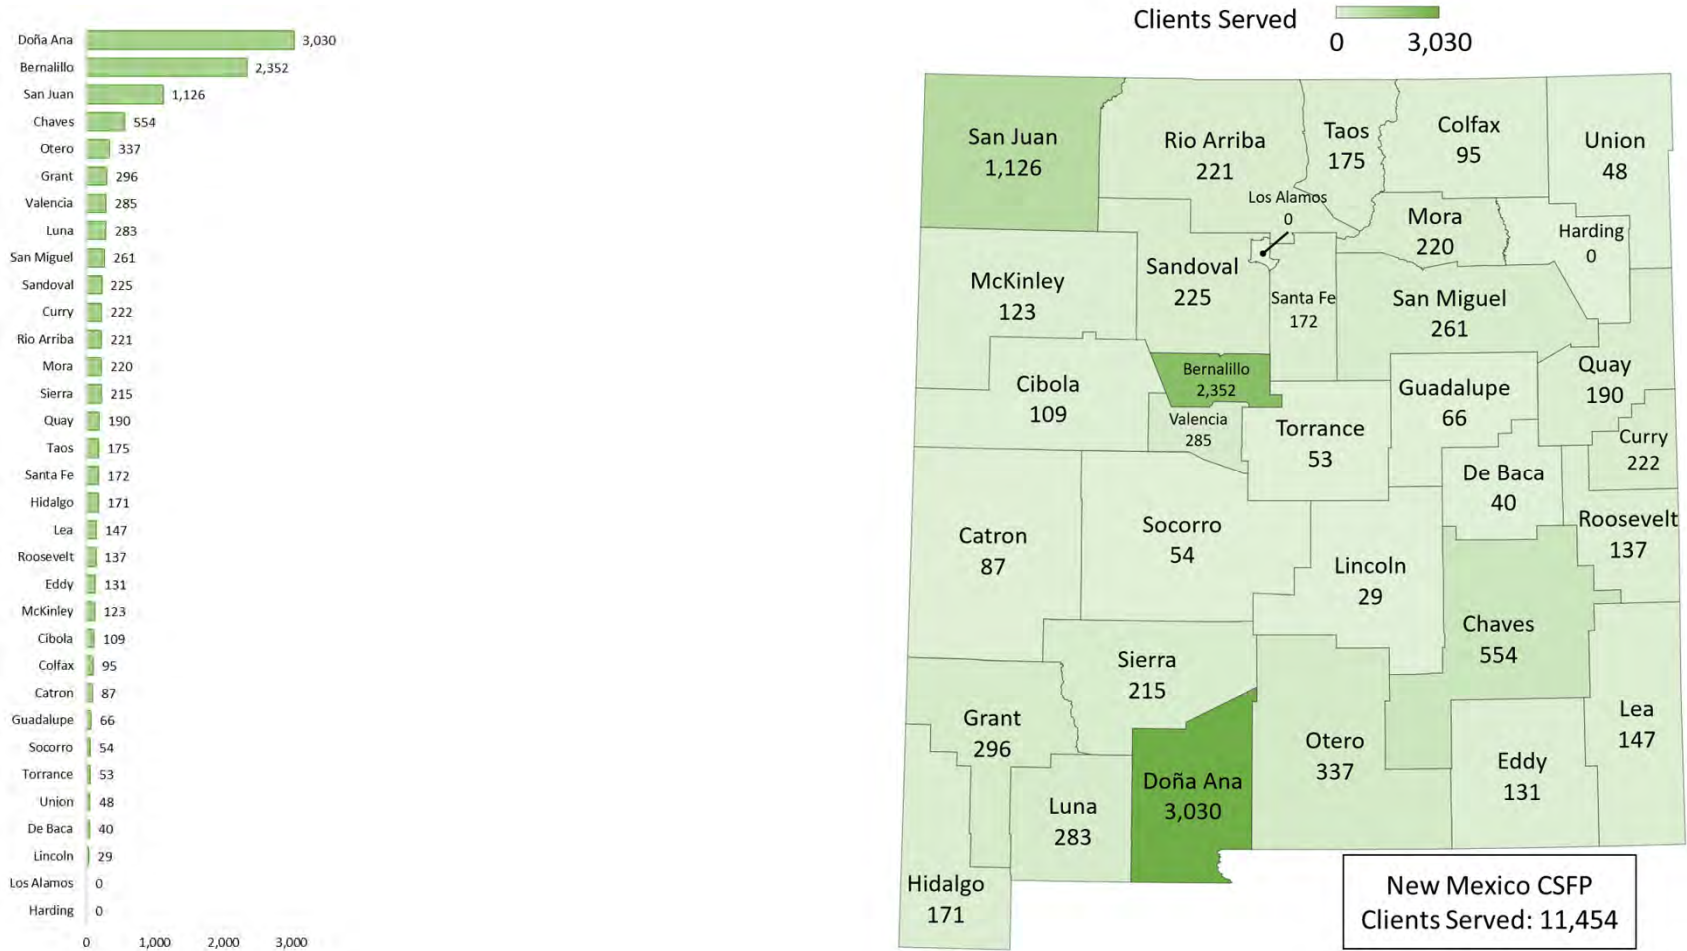 Doña Ana 3,030
Bernalillo 2,352
San Juan 1,126
Chaves 554
Otero 337
Grant 296
Valencia 285
Luna 283
San Miguel 261
Sandoval 225
Curry 222
Rio Arriba 221
Mora 220
Sierra 215
Quay 190
Taos 175
Santa Fe 172
Hidalgo 171
Lea 147
Roosevelt 137
Eddy 131
McKinley 123
Cibola 109
Colfax 95
Catron 87
Guadalupe 66
Socorro 54
Torrance 53
Union 48
De Baca 40
Lincoln 29
Los Alamos 0
Harding 0
0 1,000 2,000 3,000
Clients Served
0 3,030
San Juan
1,126
Rio Arriba
221
Taos
175
Colfax
95
Union
48
Los Alamos
0
Mora
220
Harding
0
McKinley
123
Sandoval
225
Santa Fe
172
San Miguel
261
Bernalillo
2,352
Cibola
109
Valencia
285
Torrance
53
Guadalupe
66
Quay
190
Curry
222
De Baca
40
Roosevelt
137
Catron
87
Socorro
54
Lincoln
29
Chaves
554
Sierra
215
Grant
296
Lea
147
Otero
337
Eddy
131
Doña Ana
3,030
Luna
283
Hidalgo
171
New Mexico CSFP
Clients Served: 11,454